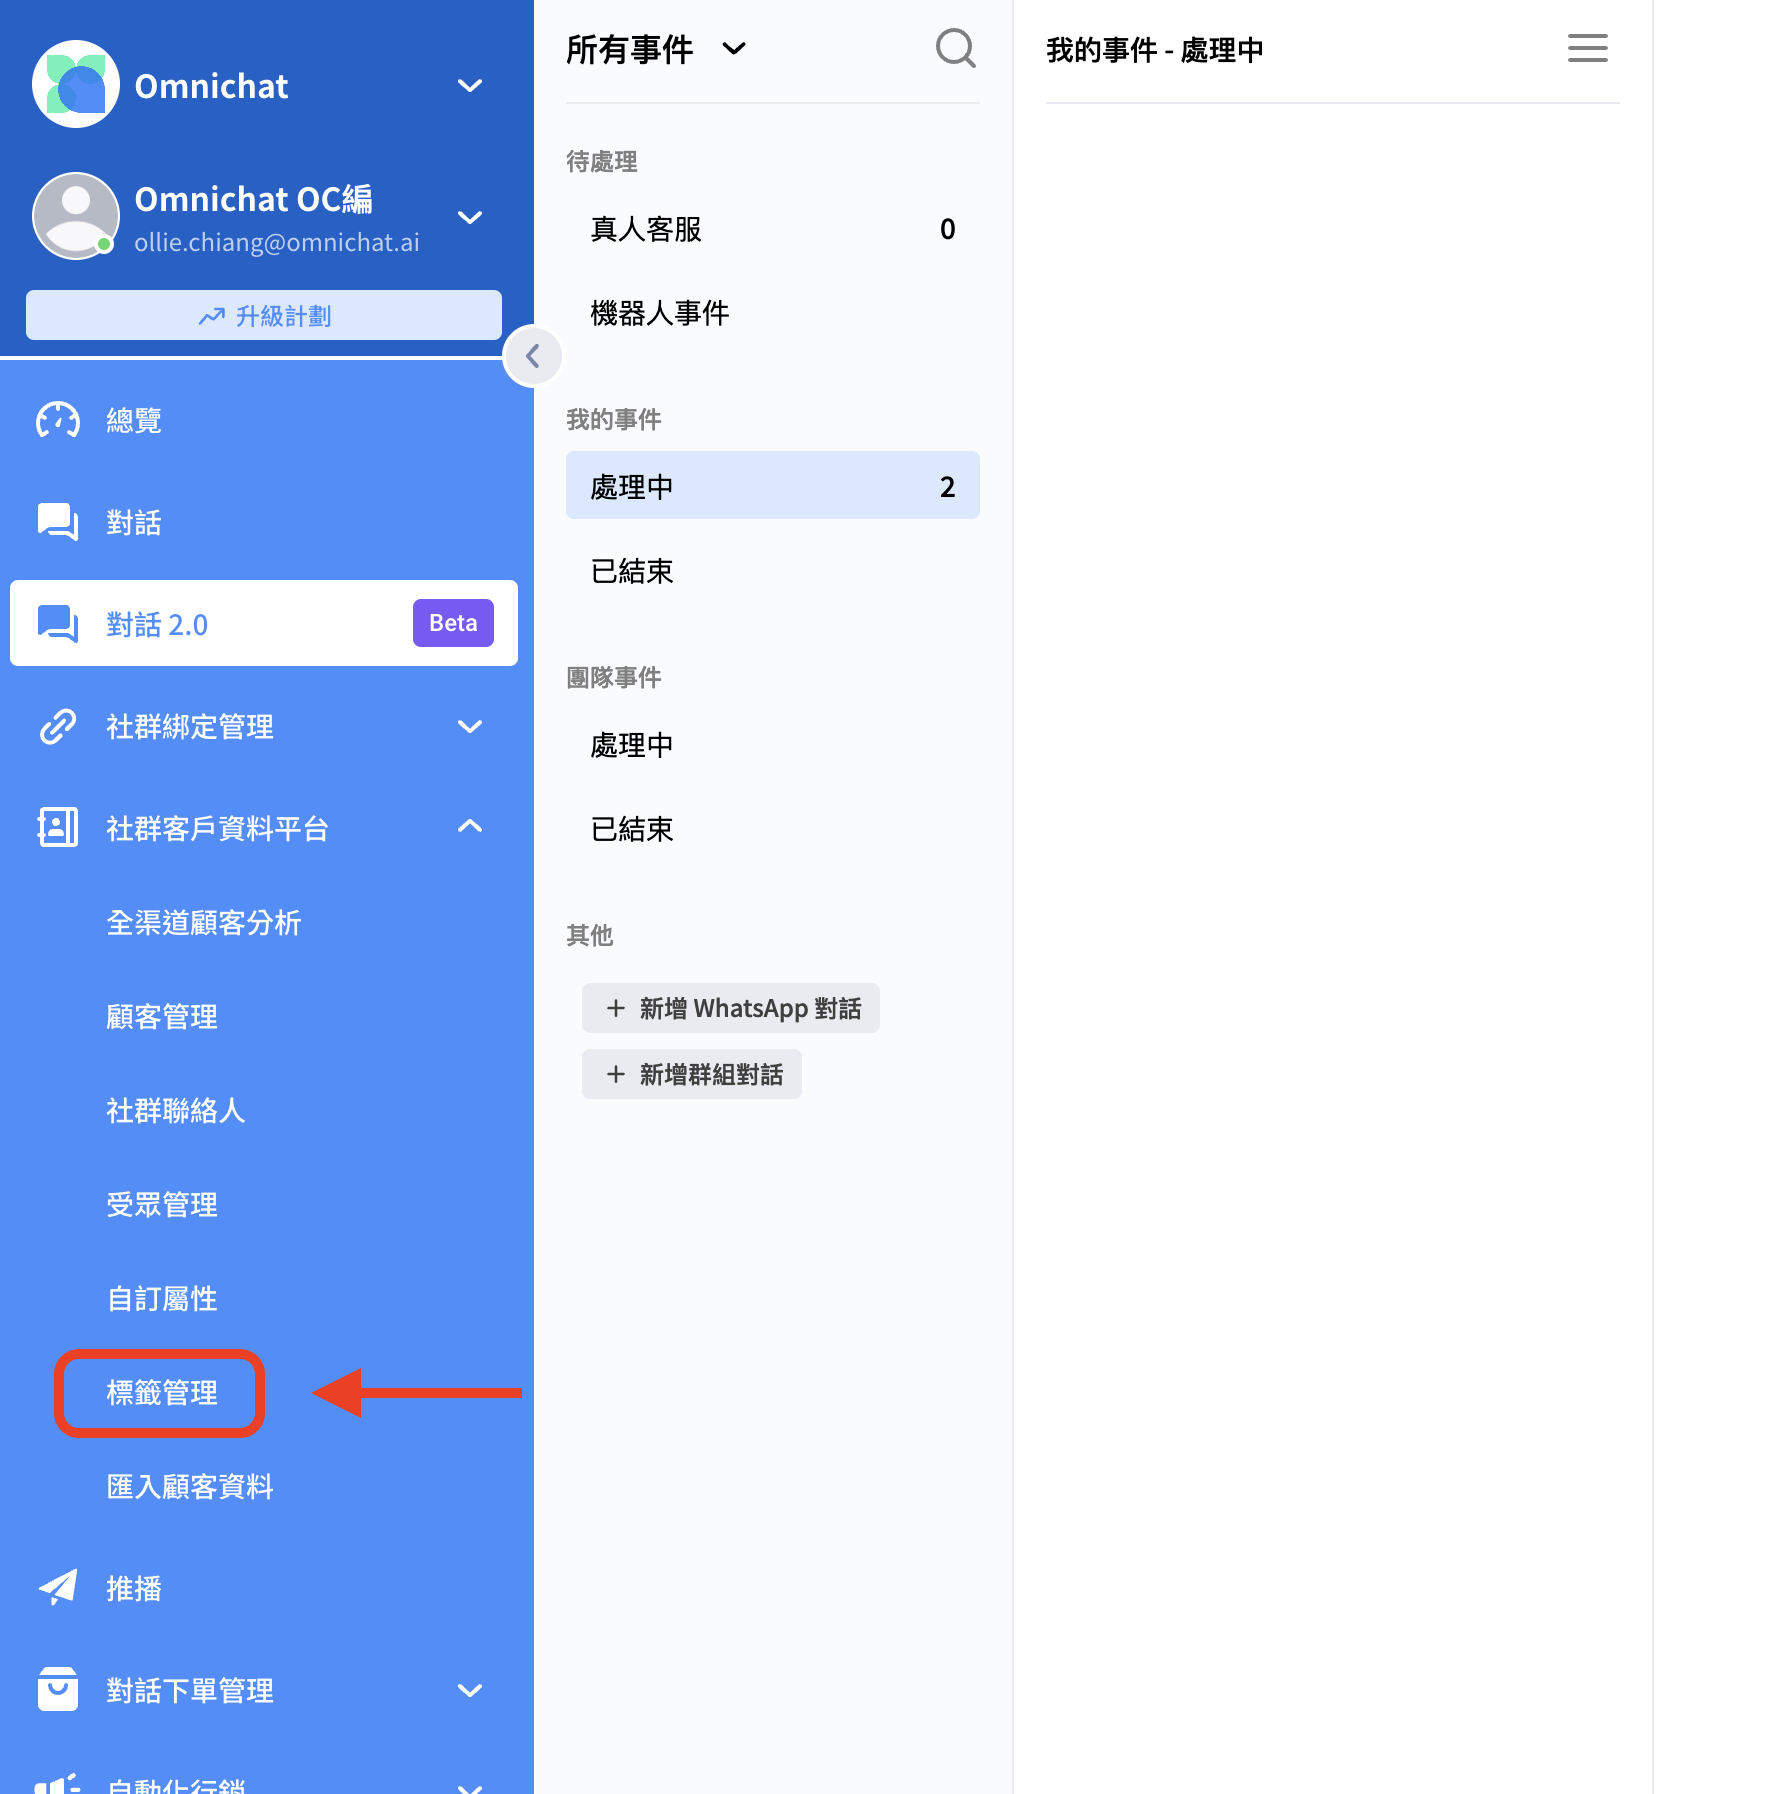 Omnichat
Omnichat OC編
ollie.chiang@omnichat.ai
升級計劃
總覽
對話
對話 2.0
Beta
社群綁定管理
社群客戶資料平台
全渠道顧客分析
顧客管理
社群聯絡人
受眾管理
自訂屬性
標籤管理
匯入顧客資料
推播
對話下單管理
自動化行銷
所有事件
待處理
真人客服 0
機器人事件
我的事件
處理中 2
已結束
團隊事件
處理中
已結束
其他
+ 新增 WhatsApp 對話
+ 新增群組對話
我的事件 - 處理中